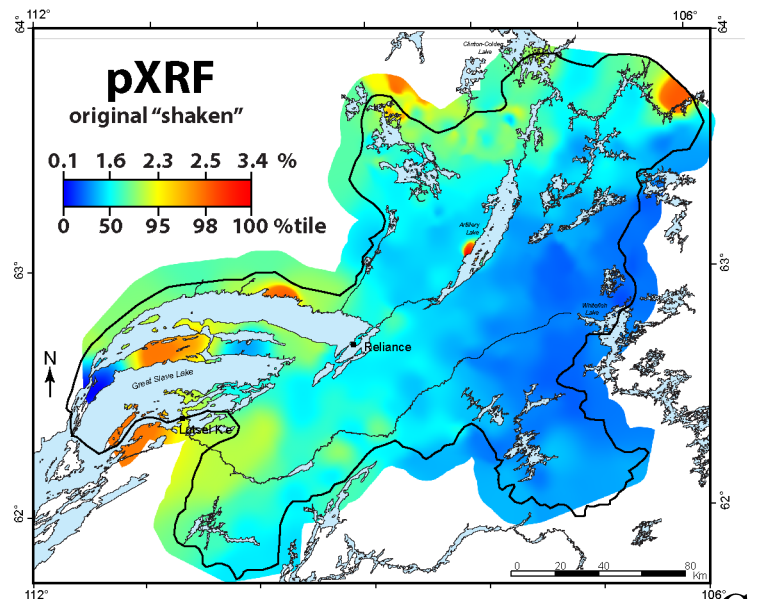 112° 106°
64° 64°
Clinton-Colden
Lake
pXRF
original “shaken”
0.1 1.6 2.3 2.5 3.4 %
0 50 95 98 100 %tile
Artillery
Lake
63° 63°
Whitefish
Lake
Reliance
N
Great Slave Lake
Lutsel K'e
62° 62°
0 20 40 80
Km
112° 106°